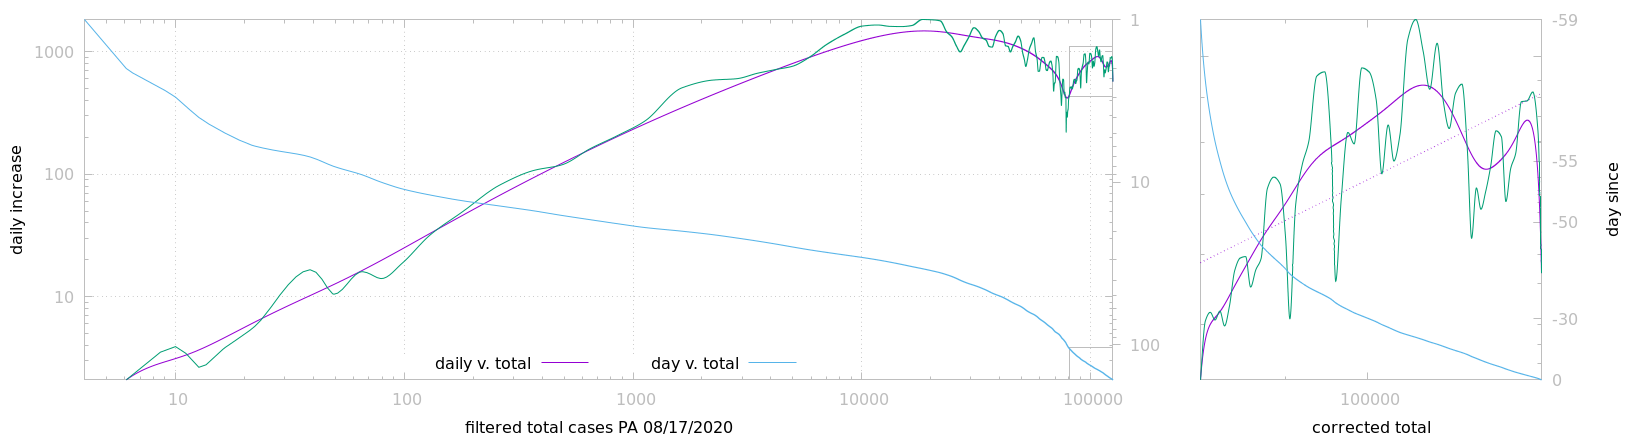 daily increase
1000
100
10
daily v. total
day v. total
10
100
1000
10000
100000
filtered total cases PA 08/17/2020
1
10
100
100000
corrected total
-59
-55
-50
-30
0
day since